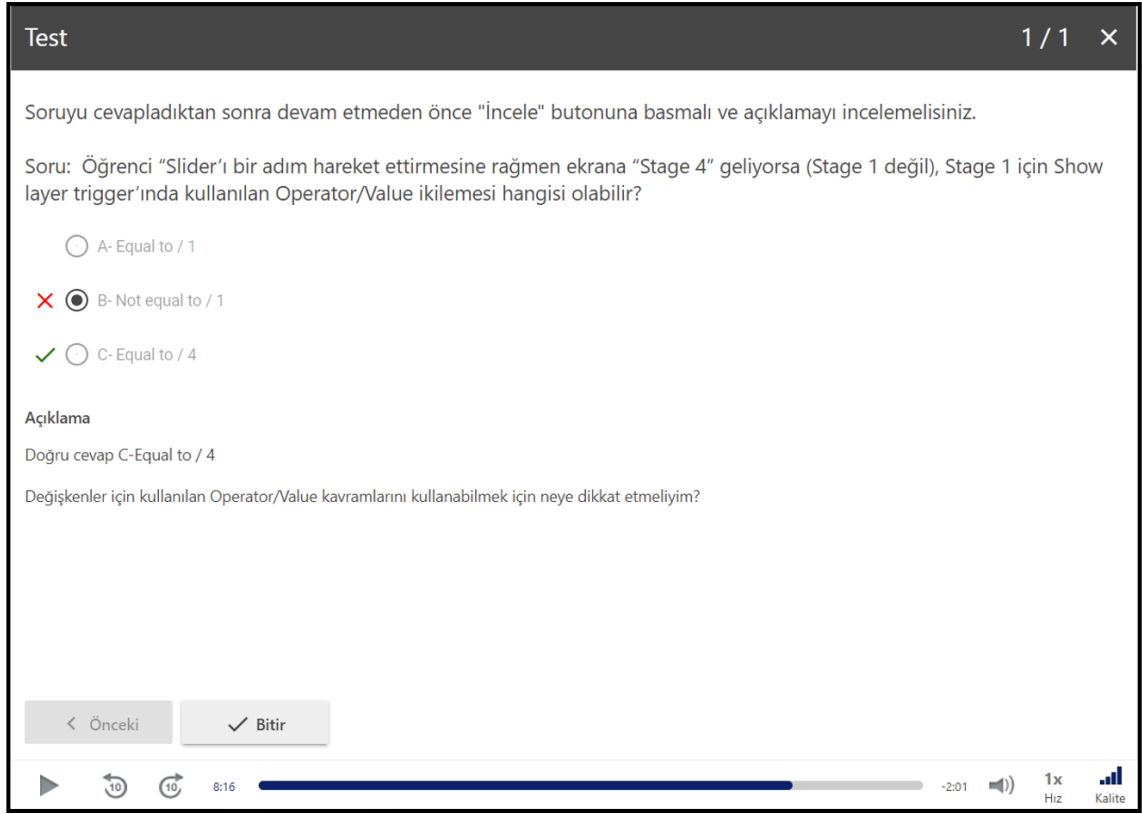 Test
1 / 1
Soruyu cevapladıktan sonra devam etmeden önce "İncele" butonuna basmalı ve açıklamayı incelemelisiniz.
Soru: Öğrenci “Slider’ı bir adım hareket ettirmesine rağmen ekrana “Stage 4” geliyorsa (Stage 1 değil), Stage 1 için Show
layer trigger’ında kullanılan Operator/Value ikilemesi hangisi olabilir?
A- Equal to / 1
B- Not equal to / 1
C- Equal to / 4
Açıklama
Doğru cevap C-Equal to / 4
Değişkenler için kullanılan Operator/Value kavramlarını kullanabilmek için neye dikkat etmeliyim?
Önceki
Bitir
10
10
8:16
-2:01
1x
Hız
Kalite